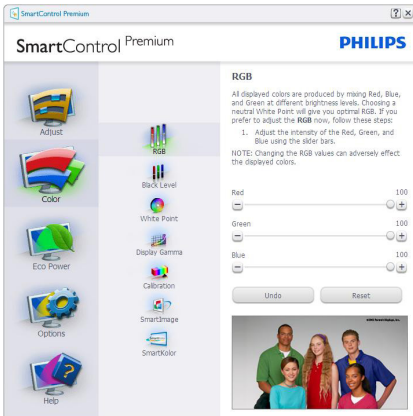 SmartControl Premium
?
SmartControl Premium
PHILIPS
Adjust
Color
Eco Power
Options
Help
RGB
Black Level
White Point
Display Gamma
Calibration
SmartImage
SmartKolor
RGB
All displayed colors are produced by mixing Red, Blue,
and Green at different brightness levels. Choosing a
neutral White Point will give you optimal RGB. If you
prefer to adjust the RGB now, follow these steps:
1. Adjust the intensity of the Red, Green, and
Blue using the slider bars.
NOTE: Changing the RGB values can adversely effect
the displayed colors.
Red 100
Green 100
Blue 100
Undo Reset